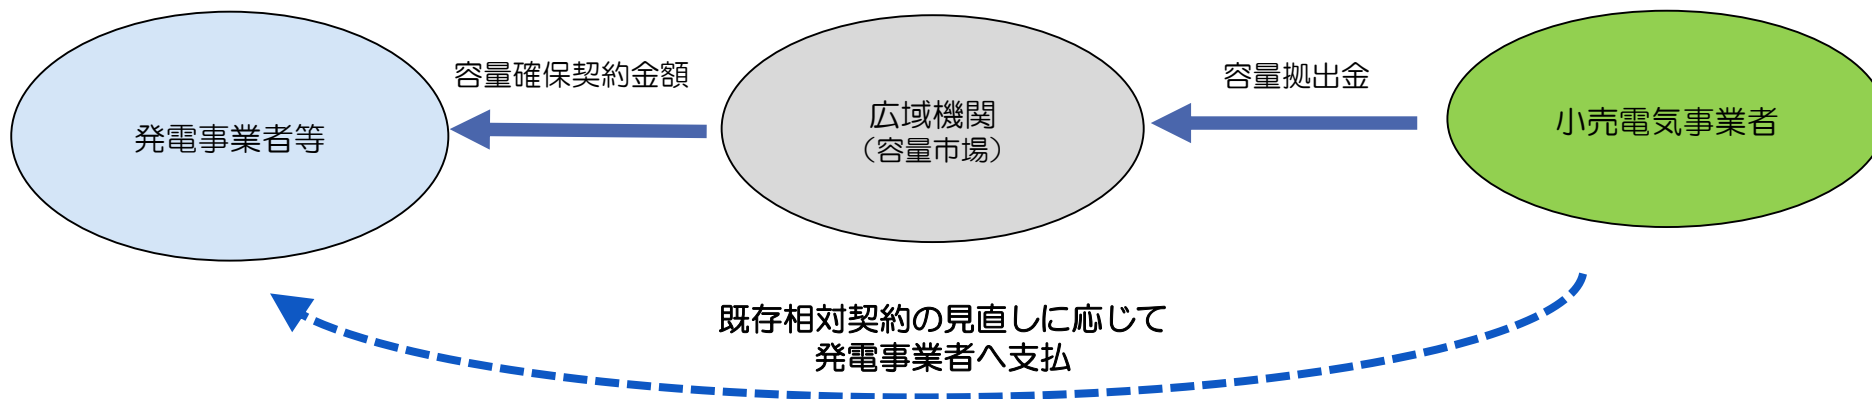 発電事業者等
容量確保契約金額
広域機関
（容量市場）
容量拠出金
小売電気事業者
既存相対契約の見直しに応じて
発電事業者へ支払